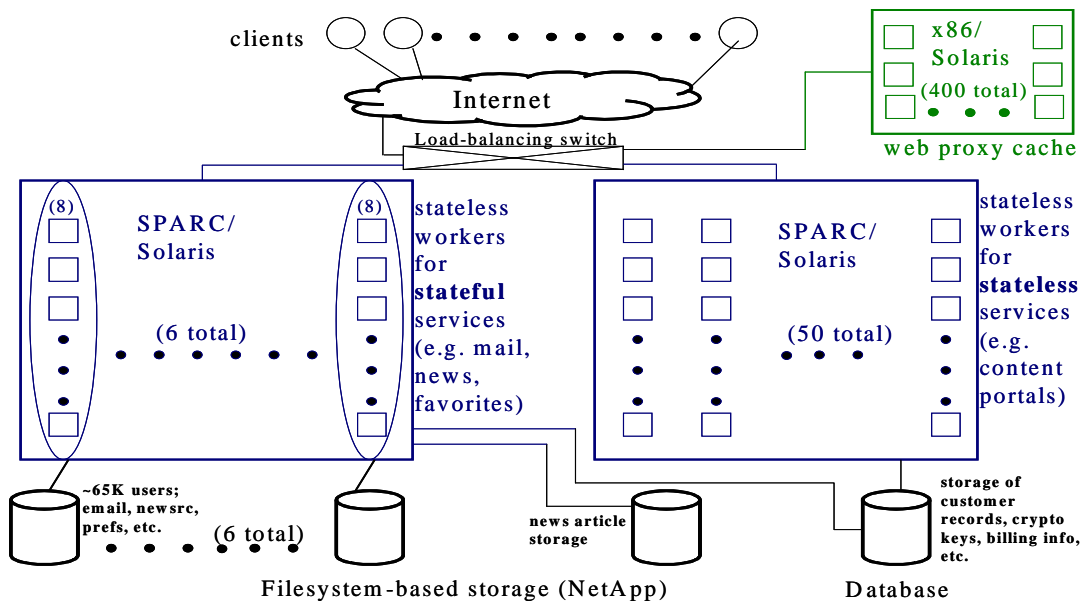 clients
Internet
Load-balancing switch
x86/
Solaris
(400 total)
web proxy cache
(8)
SPARC/
Solaris
(6 total)
(8)
stateless
workers
for
stateful
services
(e.g. mail,
news,
favorites)
SPARC/
Solaris
(50 total)
stateless
workers
for
stateless
services
(e.g.
content
portals)
~65K users;
email, newsrc,
prefs, etc.
(6 total)
news article
storage
storage of
customer
records, crypto
keys, billing info,
etc.
Filesystem-based storage (NetApp)
Database